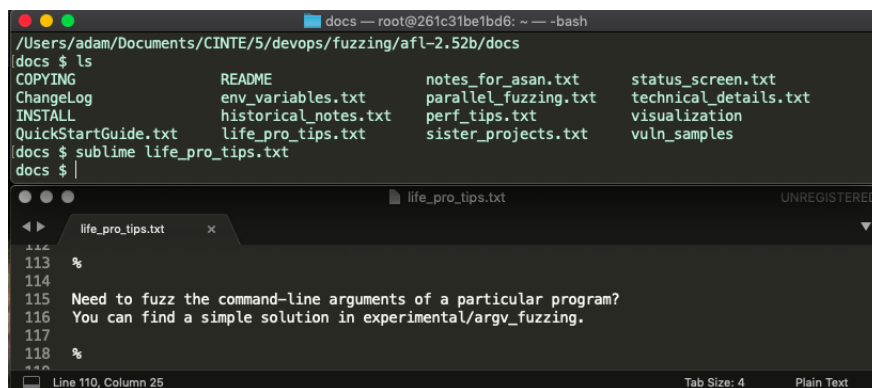 docs — root@261c31be1bd6: ~ — -bash
/Users/adam/Documents/CINTE/5/devops/fuzzing/afl-2.52b/docs
[docs $ ls
COPYING README notes_for_asan.txt status_screen.txt
ChangeLog env_variables.txt parallel_fuzzing.txt technical_details.txt
INSTALL historical_notes.txt perf_tips.txt visualization
QuickStartGuide.txt life_pro_tips.txt sister_projects.txt vuln_samples
[docs $ sublime life_pro_tips.txt
docs $
life_pro_tips.txt UNREGISTERED
life_pro_tips.txt ×
112
113 %
114
115 Need to fuzz the command-line arguments of a particular program?
116 You can find a simple solution in experimental/argv_fuzzing.
117
118 %
Line 110, Column 25 Tab Size: 4 Plain Text